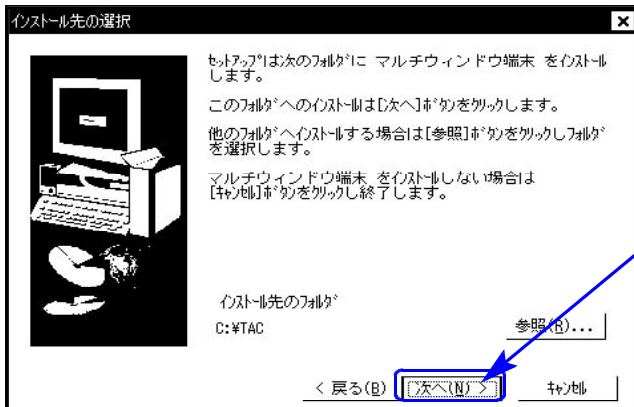 インストール先の選択
セットアップは次のフォルダに マルチウィンドウ端末 をインストール
します。
このフォルダへのインストールは[次へ]ボタンをクリックします。
他のフォルダへインストールする場合は[参照]ボタンをクリックしフォルダ
を選択します。
マルチウィンドウ端末 をインストールしない場合は
[キャンセル]ボタンをクリックし終了します。
インストール先のフォルダ
C:¥TAC
参照(R)...
< 戻る(B)
次へ(N) >
キャンセル